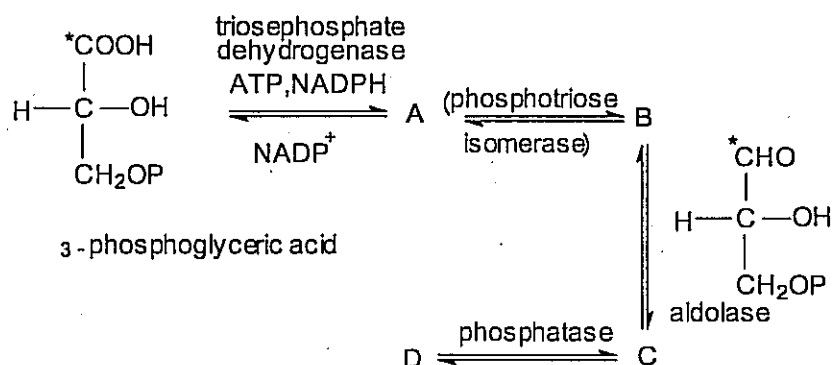 triosephosphate
dehydrogenase
*COOH
ATP,NADPH
H—C—OH
NADP+
CH2OP
A
(phosphotriose
isomerase)
B
*CHO
H—C—OH
CH2OP
3-phosphoglyceric acid
aldolase
D
phosphatase
C